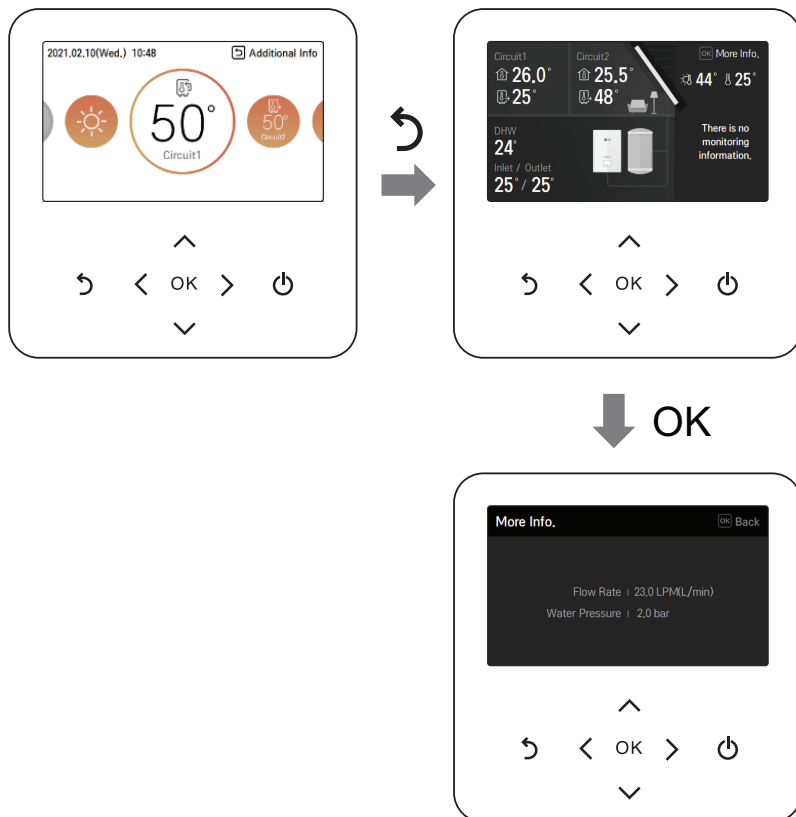 2021.02.10(Wed.) 10:48 Additional Info
50°
Circuit1
50°
Circuit2
OK
Circuit1
26.0°
25°
Circuit2
25.5°
48°
OK More Info.
44° 25°
There is no
monitoring
information.
DHW
24°
Inlet / Outlet
25° / 25°
OK
OK
More Info.
OK Back
Flow Rate | 23.0 LPM(L/min)
Water Pressure | 2.0 bar
OK